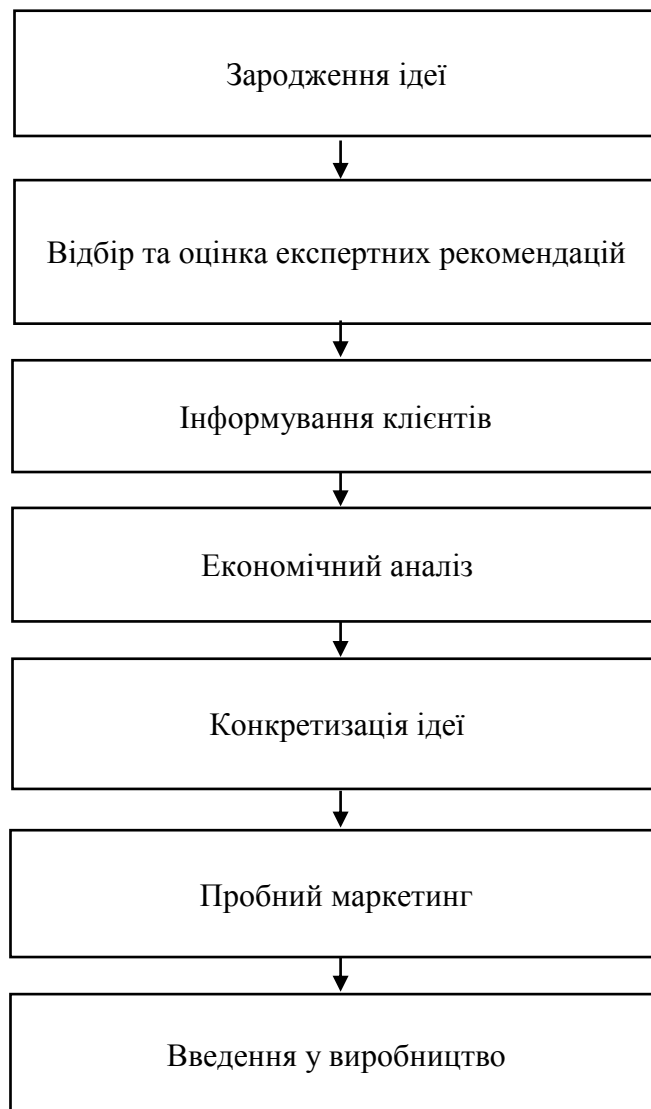 Зародження ідеї
Відбір та оцінка експертних рекомендацій
Інформування клієнтів
Економічний аналіз
Конкретизація ідеї
Пробний маркетинг
Введення у виробництво